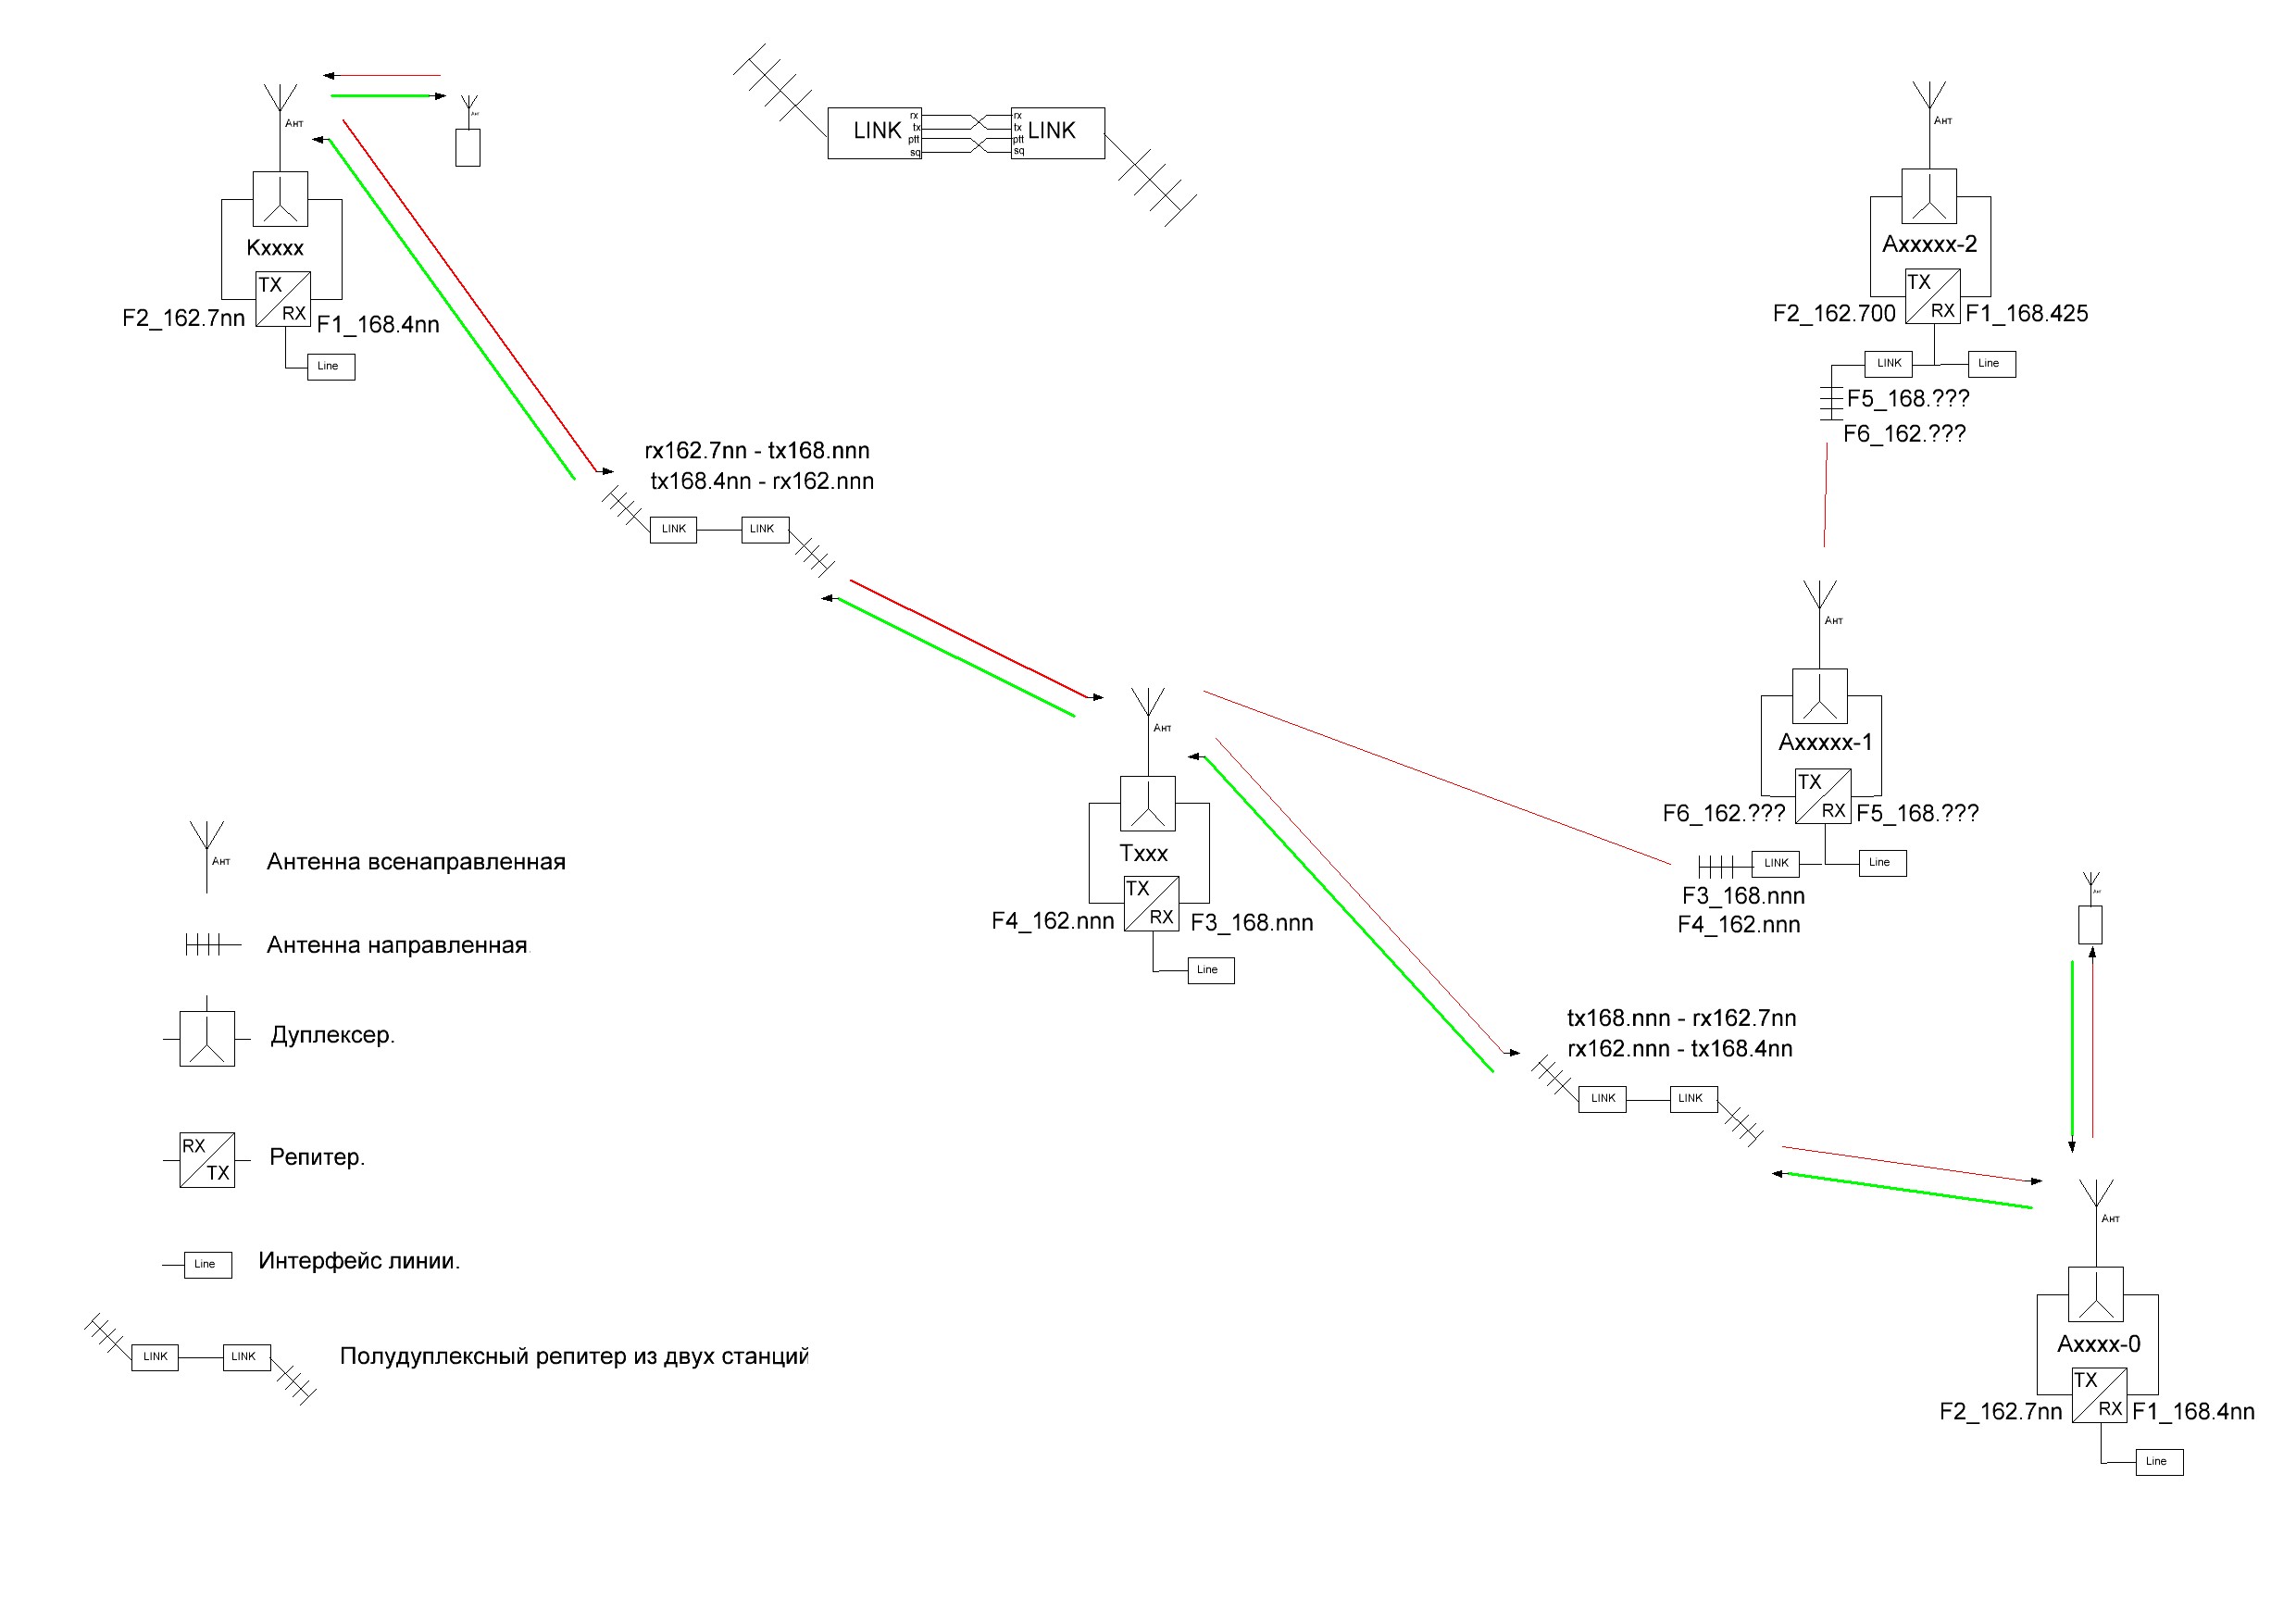 Ант
Ант
Kxxxx
TX
RX
F2_162.7nn
F1_168.4nn
Line
LINK
rx
tx
ptt
sq
rx
tx
ptt
sq
LINK
Ант
Axxxxx-2
TX
RX
F2_162.700
F1_168.425
LINK
Line
F5_168.???
F6_162.???
rx162.7nn - tx168.nnn
tx168.4nn - rx162.nnn
LINK
LINK
Ант
Axxxxx-1
TX
RX
F6_162.???
F5_168.???
LINK
Line
F3_168.nnn
F4_162.nnn
Ант
Txxx
TX
RX
F4_162.nnn
F3_168.nnn
Line
Ант
tx168.nnn - rx162.7nn
rx162.nnn - tx168.4nn
LINK
LINK
Ант
Axxxx-0
TX
RX
F2_162.7nn
F1_168.4nn
Line
Ант
Антенна всенаправленная
Антенна направленная.
Дуплексер.
RX
TX
Репитер.
Line
Интерфейс линии.
LINK
LINK
Полудуплексный репитер из двух станций